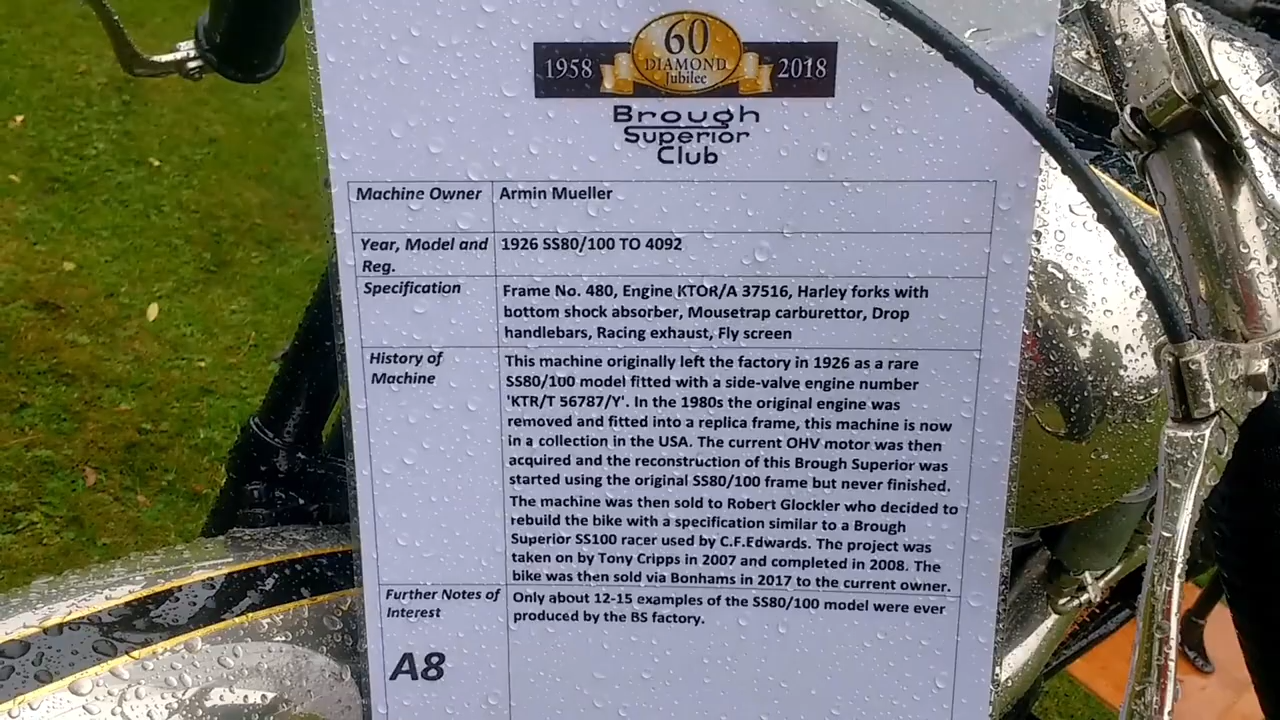 60
1958 DIAMOND 2018
Jubilee
Brough
Superior
Club
Machine Owner Armin Mueller
Year, Model and Reg. 1926 SS80/100 TO 4092
Specification Frame No. 480, Engine KTOR/A 37516, Harley forks with
bottom shock absorber, Mousetrap carburettor, Drop
handlebars, Racing exhaust, Fly screen
History of Machine This machine originally left the factory in 1926 as a rare
SS80/100 model fitted with a side-valve engine number
'KTR/T 56787/Y'. In the 1980s the original engine was
removed and fitted into a replica frame, this machine is now
in a collection in the USA. The current OHV motor was then
acquired and the reconstruction of this Brough Superior was
started using the original SS80/100 frame but never finished.
The machine was then sold to Robert Glockler who decided to
rebuild the bike with a specification similar to a Brough
Superior SS100 racer used by C.F.Edwards. The project was
taken on by Tony Cripps in 2007 and completed in 2008. The
bike was then sold via Bonhams in 2017 to the current owner.
Further Notes of Interest Only about 12-15 examples of the SS80/100 model were ever
produced by the BS factory.
A8